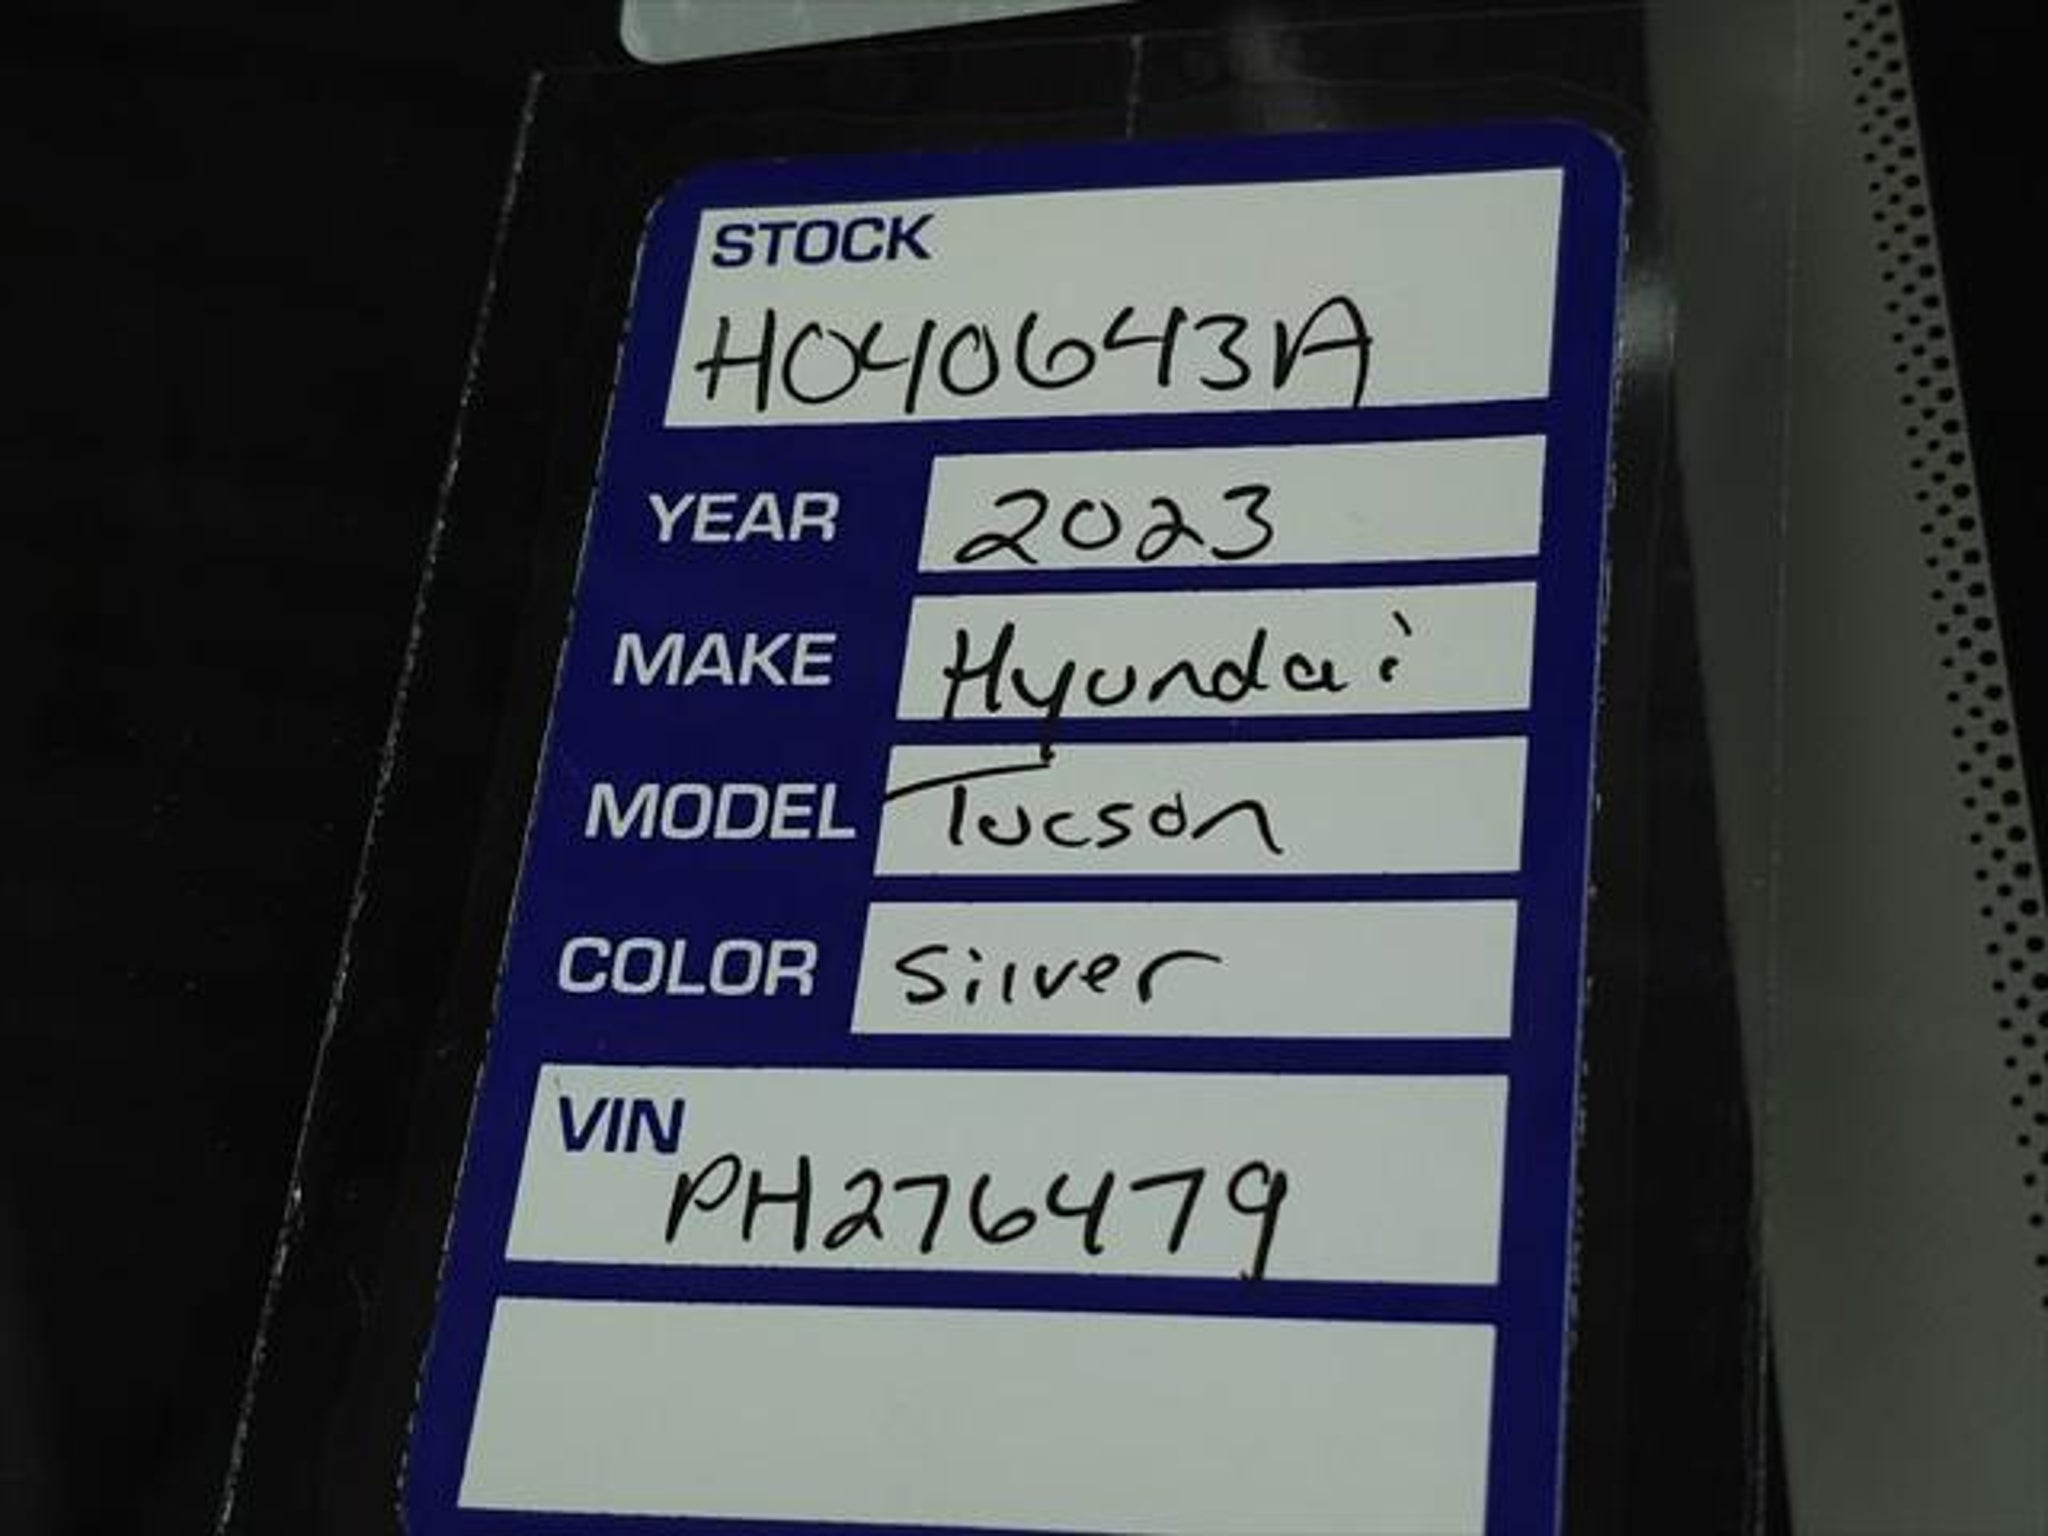 STOCK
H040643A
YEAR 2023
MAKE Hyundai
MODEL Tucson
COLOR Silver
VIN
PH276479